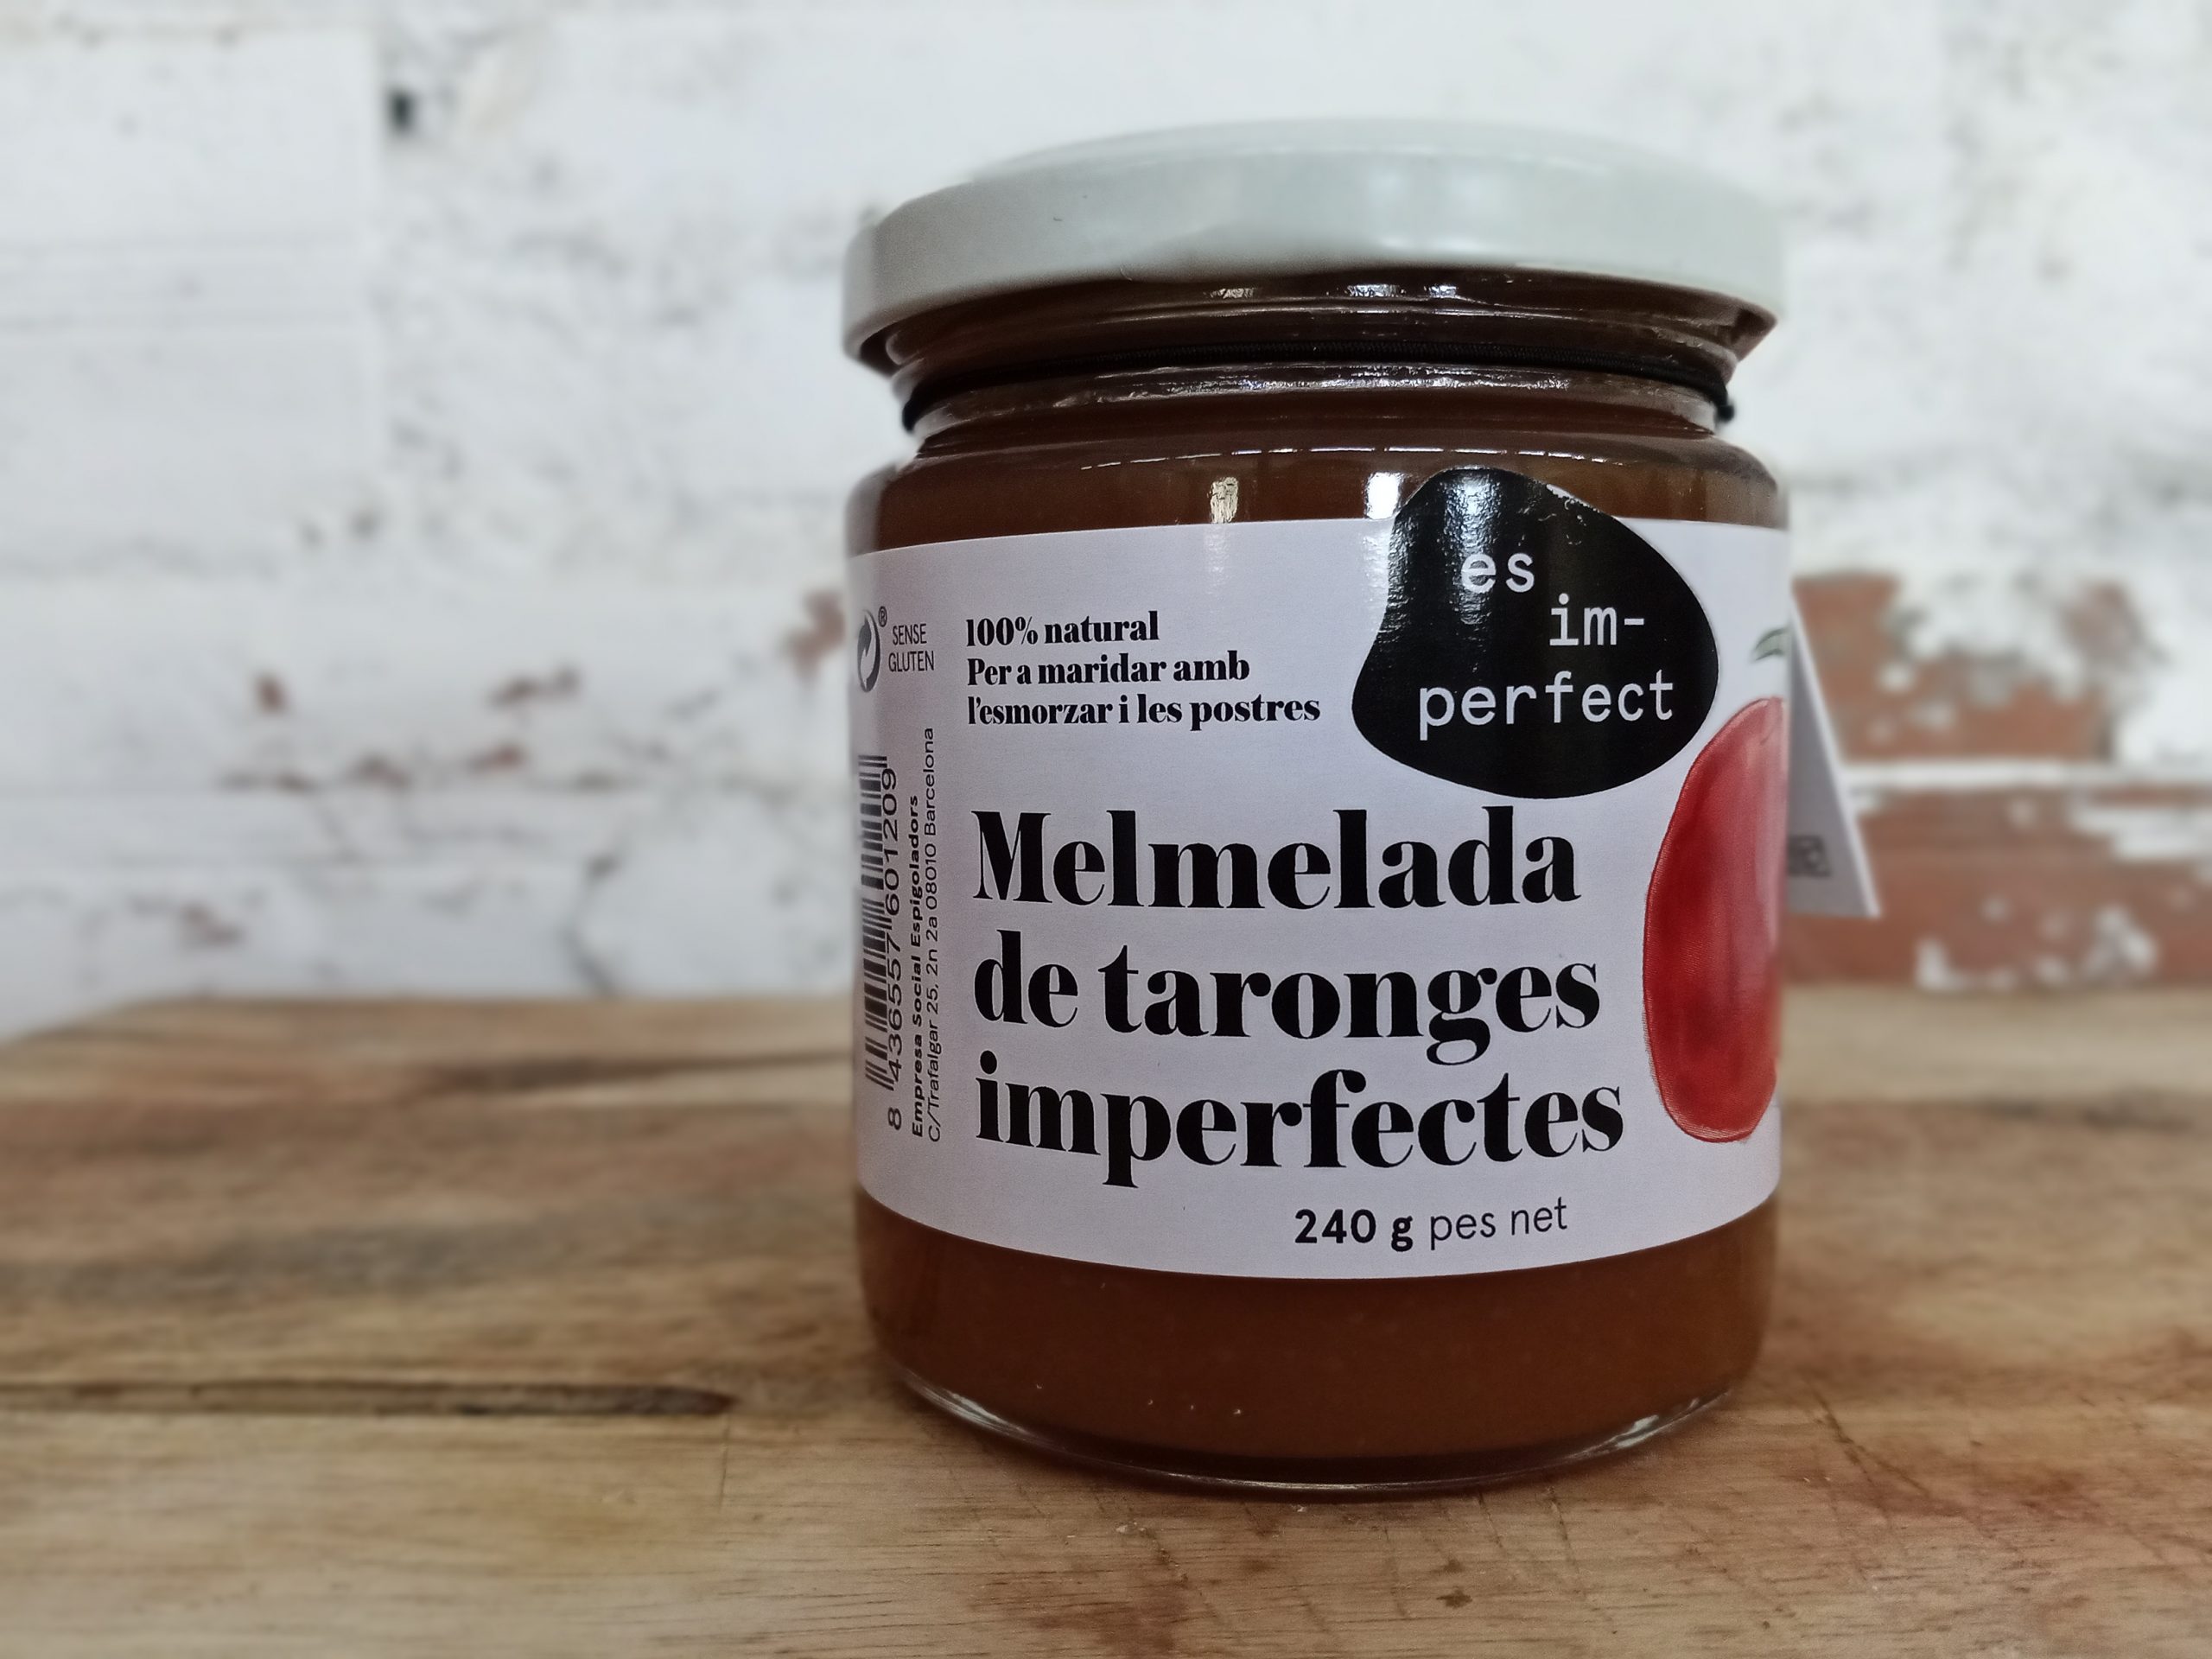 es
im-
perfect
100% natural
Per a maridar amb
l'esmorzar i les postres
Melmelada
de taronges
imperfectes
240 g pes net
®
SENSE
GLUTEN
8 436557 601209
Empresa Social Espigoladors
C/Trafalgar 25, 2n 2a 08010 Barcelona